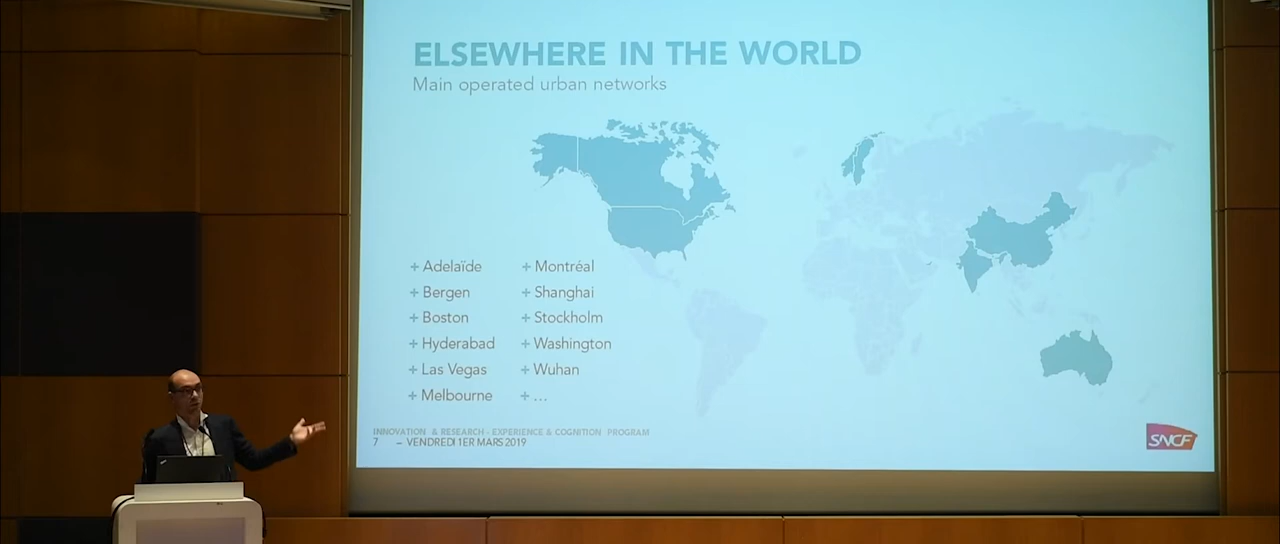 ELSEWHERE IN THE WORLD
Main operated urban networks
+ Adelaïde
+ Bergen
+ Boston
+ Hyderabad
+ Las Vegas
+ Melbourne
+ Montréal
+ Shanghai
+ Stockholm
+ Washington
+ Wuhan
+ ...
INNOVATION & RESEARCH - EXPERIENCE & COGNITION PROGRAM
7 – VENDREDI 1ER MARS 2019
SNCF